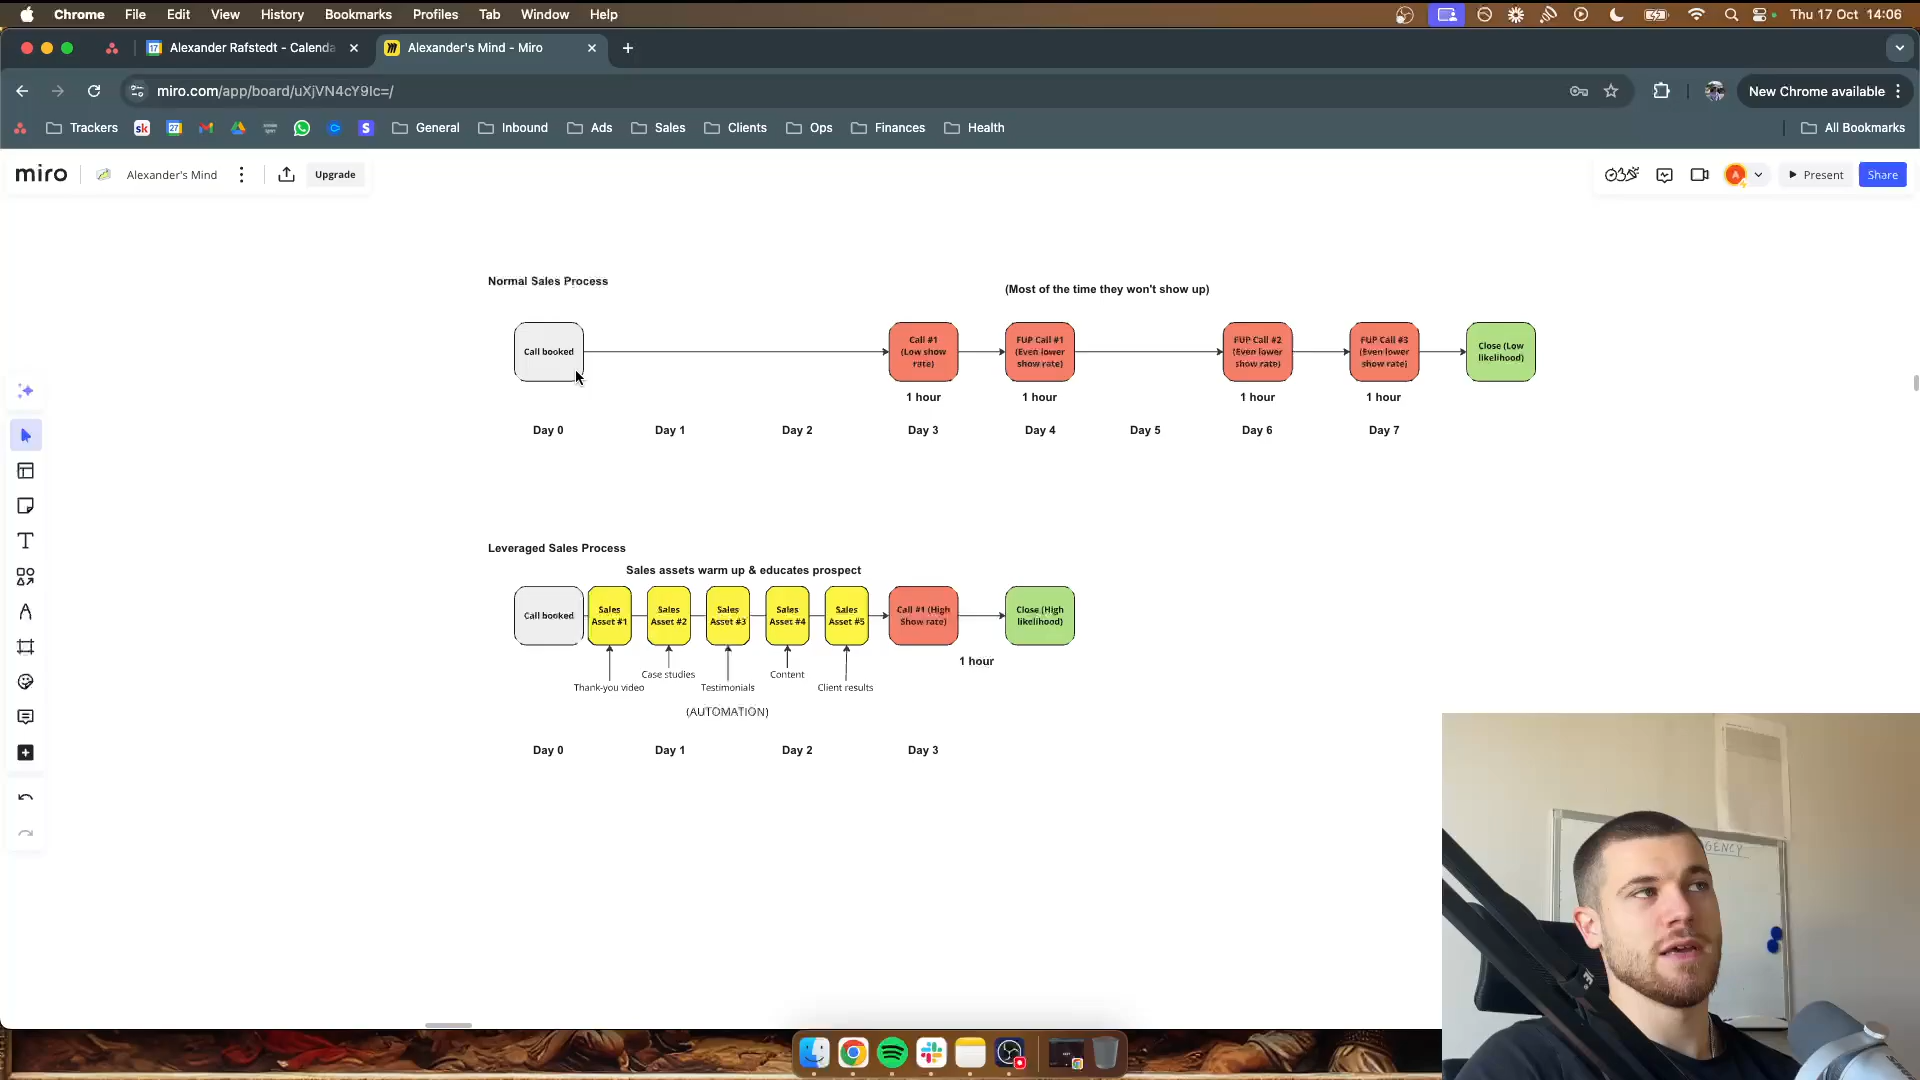 Chrome File Edit View History Bookmarks Profiles Tab Window Help
Thu 17 Oct 14:06
Alexander Rafstedt - Calenda
Alexander's Mind - Miro
miro.com/app/board/uXjVN4cY9Ic=/
New Chrome available
Trackers
sk
27
General
Inbound
Ads
Sales
Clients
Ops
Finances
Health
All Bookmarks
miro
Alexander's Mind
Upgrade
A
Present
Share
Normal Sales Process
(Most of the time they won't show up)
Call booked
Call #1
(Low show
rate)
FUP Call #1
(Even lower
show rate)
FUP Call #2
(Even lower
show rate)
FUP Call #3
(Even lower
show rate)
Close (Low
likelihood)
1 hour
1 hour
1 hour
1 hour
Day 0
Day 1
Day 2
Day 3
Day 4
Day 5
Day 6
Day 7
Leveraged Sales Process
Sales assets warm up & educates prospect
Call booked
Sales
Asset #1
Sales
Asset #2
Sales
Asset #3
Sales
Asset #4
Sales
Asset #5
Call #1 (High
Show rate)
Close (High
likelihood)
1 hour
Thank-you video
Case studies
Testimonials
Content
Client results
(AUTOMATION)
Day 0
Day 1
Day 2
Day 3